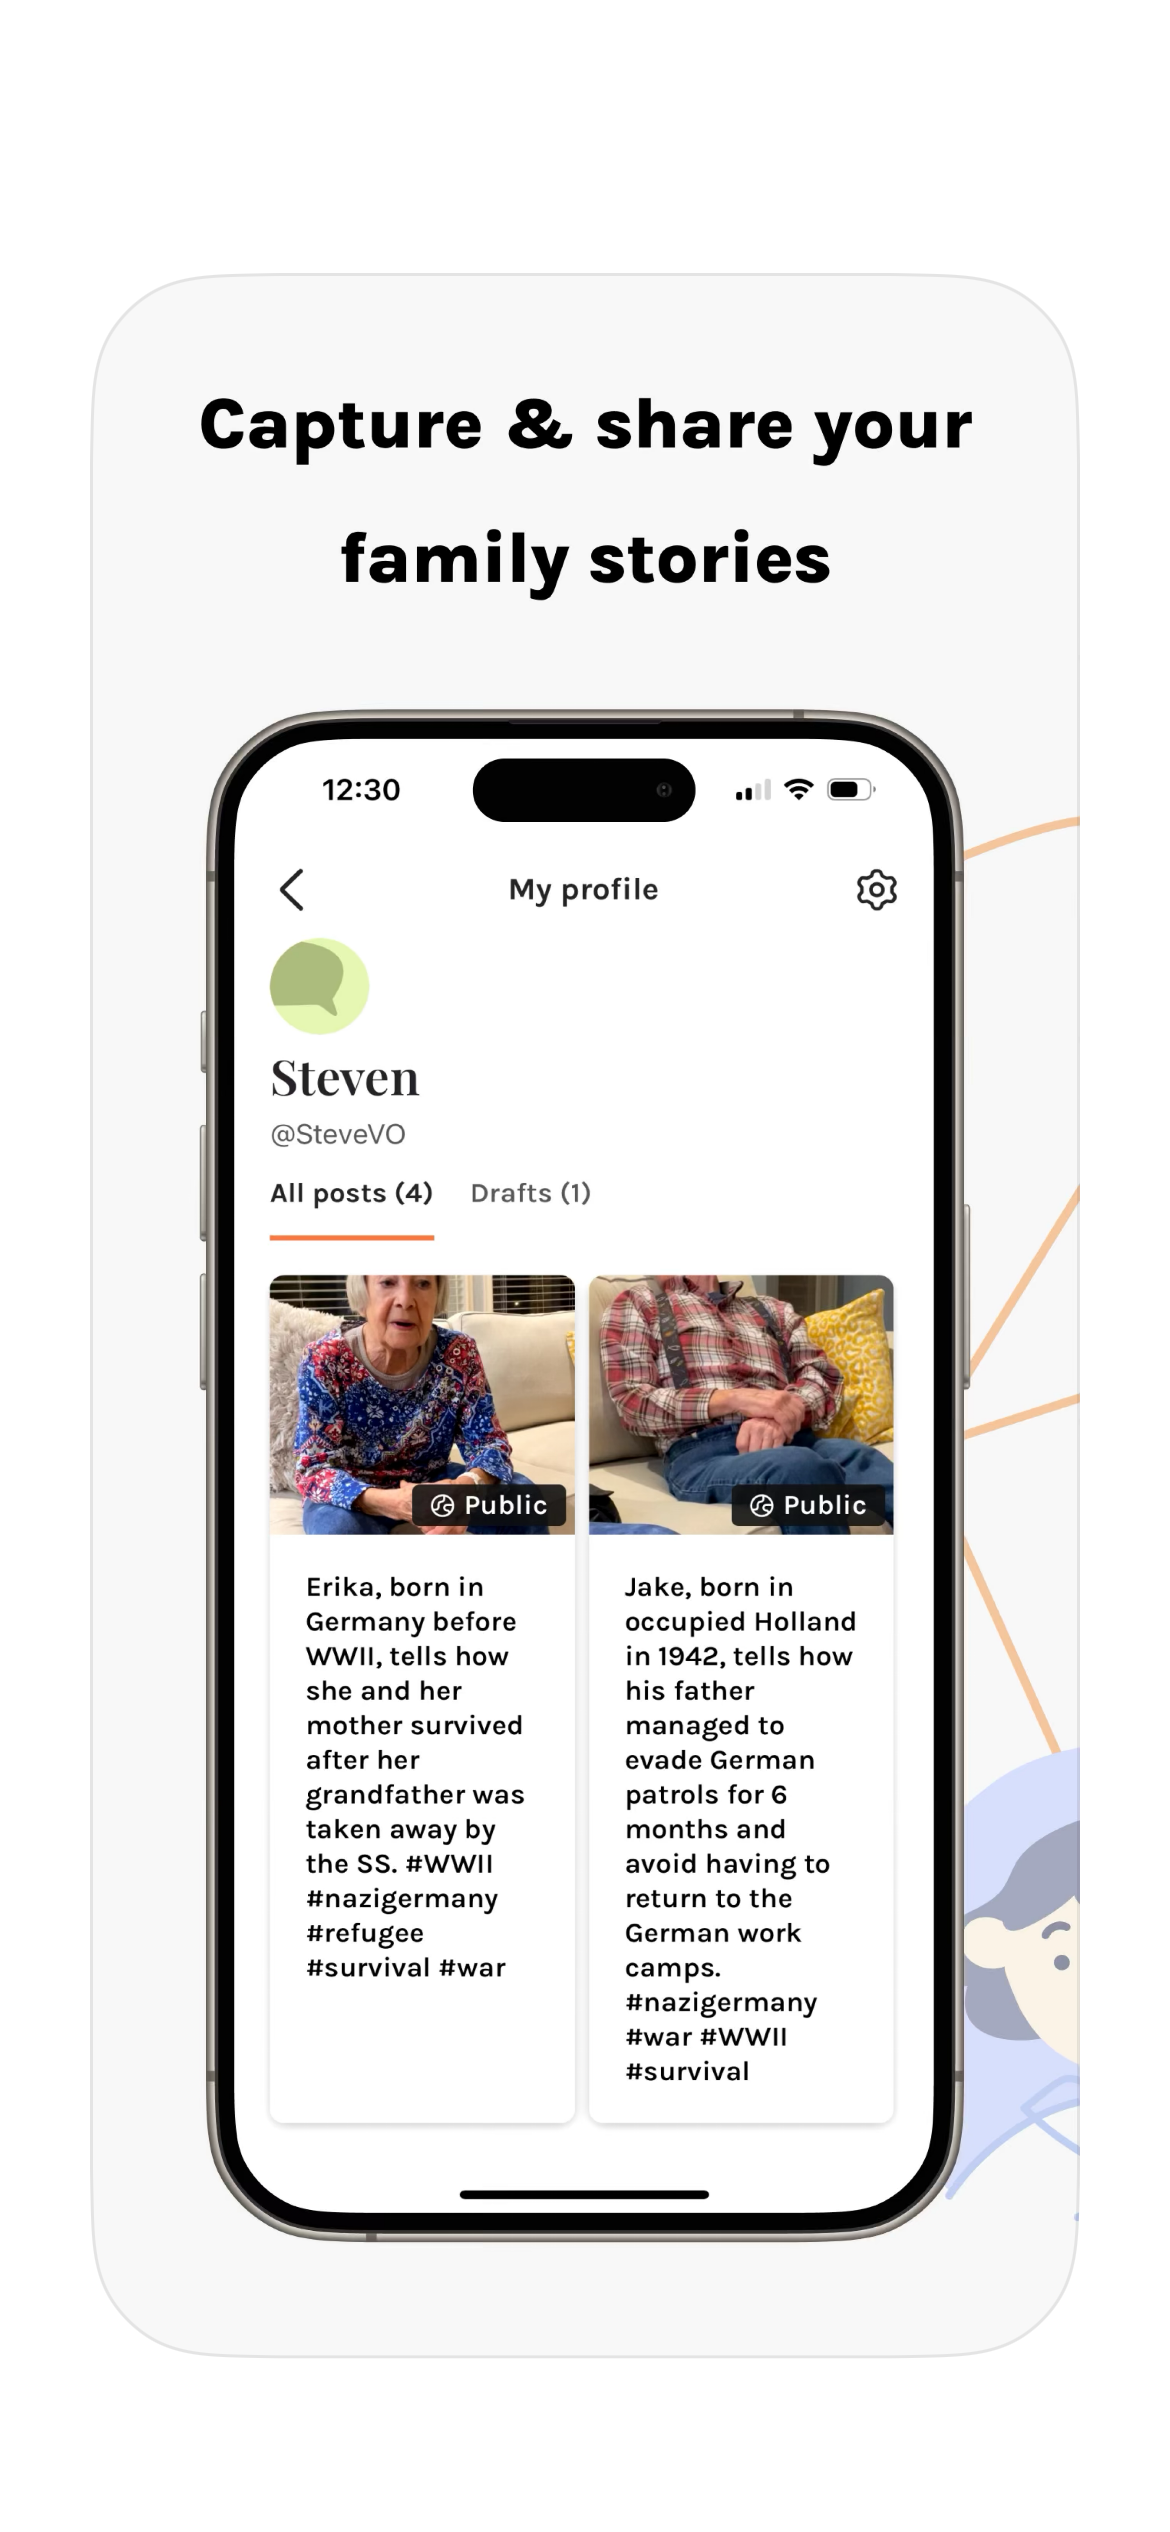 Capture & share your
family stories
12:30
My profile
Steven
@SteveVO
All posts (4) Drafts (1)
Public
Erika, born in
Germany before
WWII, tells how
she and her
mother survived
after her
grandfather was
taken away by
the SS. #WWII
#nazigermany
#refugee
#survival #war
Public
Jake, born in
occupied Holland
in 1942, tells how
his father
managed to
evade German
patrols for 6
months and
avoid having to
return to the
German work
camps.
#nazigermany
#war #WWII
#survival